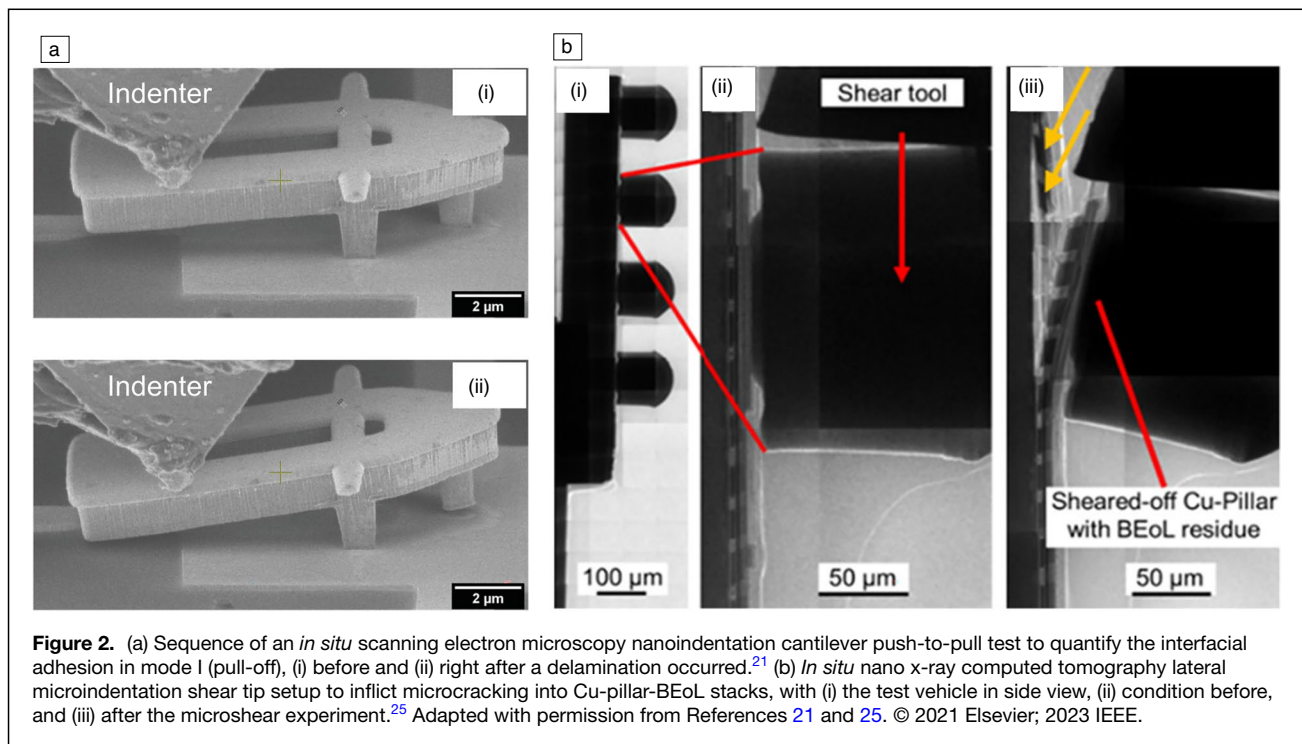 a
Indenter
(i)
2 µm
Indenter
(ii)
2 µm
b
(i)
100 µm
(ii)
Shear tool
50 µm
(iii)
Sheared-off Cu-Pillar
with BEoL residue
50 µm
Figure 2. (a) Sequence of an in situ scanning electron microscopy nanoindentation cantilever push-to-pull test to quantify the interfacial
adhesion in mode I (pull-off), (i) before and (ii) right after a delamination occurred.21 (b) In situ nano x-ray computed tomography lateral
microindentation shear tip setup to inflict microcracking into Cu-pillar-BEoL stacks, with (i) the test vehicle in side view, (ii) condition before,
and (iii) after the microshear experiment.25 Adapted with permission from References 21 and 25. © 2021 Elsevier; 2023 IEEE.